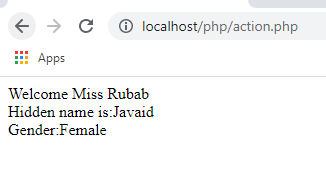 localhost/php/action.php
Apps
Welcome Miss Rubab
Hidden name is:Javaid
Gender:Female